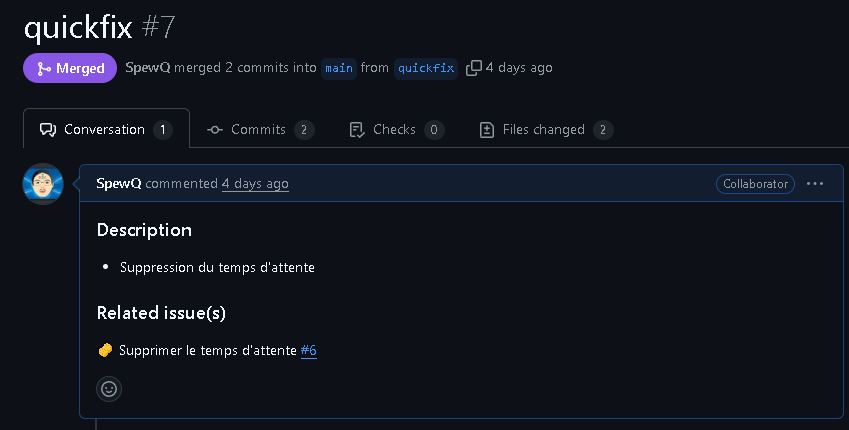 quickfix #7
Merged SpewQ merged 2 commits into main from quickfix 4 days ago
Conversation 1 Commits 2 Checks 0 Files changed 2
SpewQ commented 4 days ago Collaborator
Description
• Suppression du temps d'attente
Related issue(s)
Supprimer le temps d'attente #6